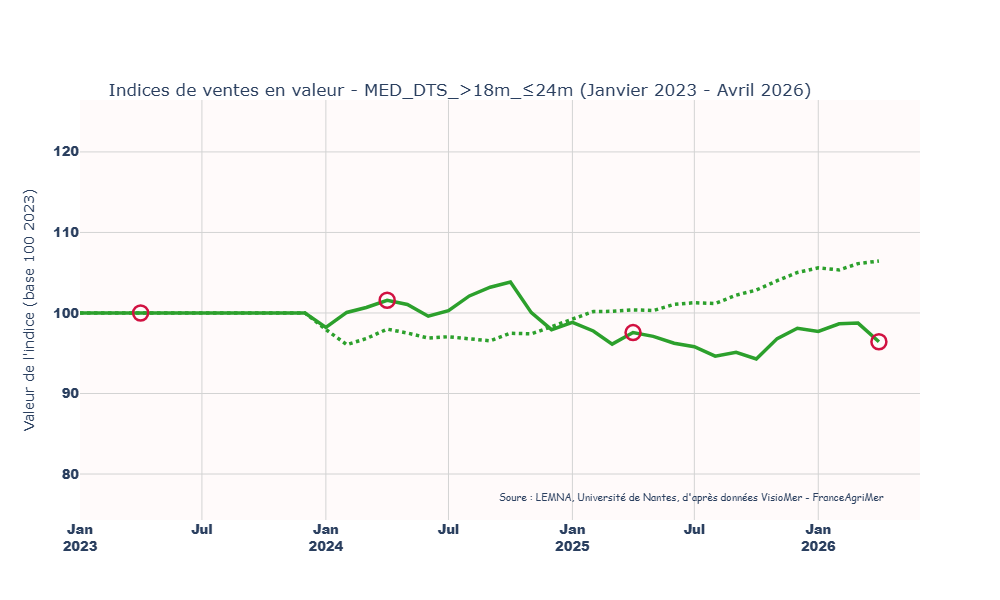 Indices de ventes en valeur - MED_DTS_>18m_≤24m (Janvier 2023 - Avril 2026)
Valeur de l'indice (base 100 2023)
120
110
100
90
80
Soure : LEMNA, Université de Nantes, d'après données VisioMer - FranceAgriMer
Jan Jul Jan Jul Jan Jul Jan
2023 2024 2025 2026